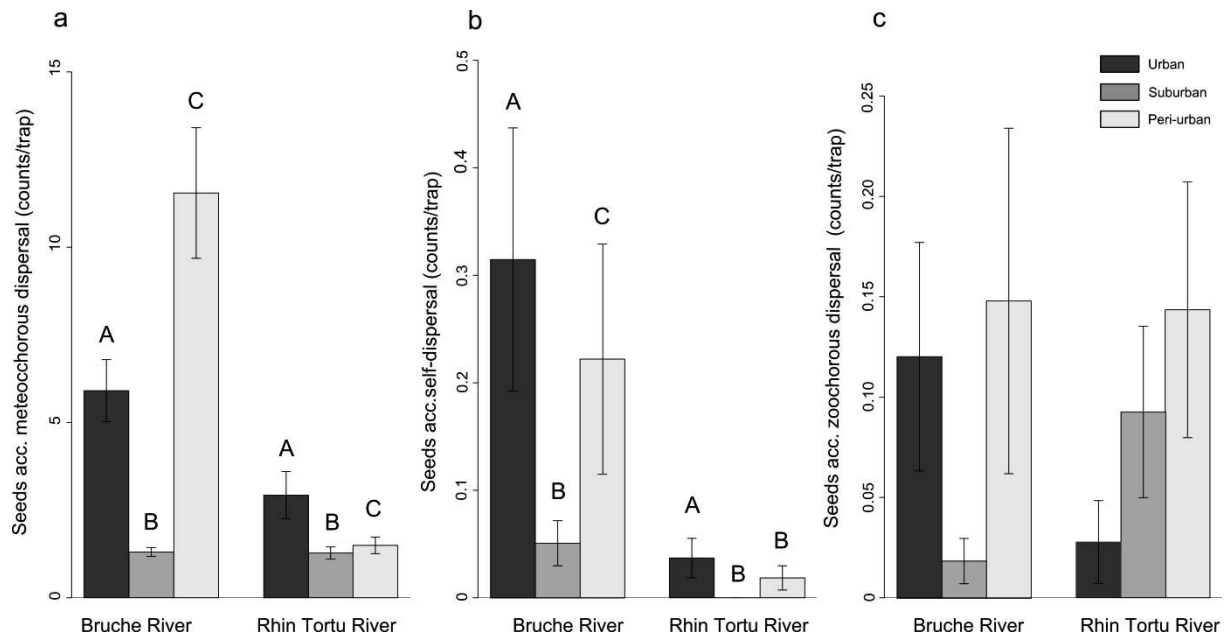 a
Seeds acc. meteocchorous dispersal (counts/trap)
15
10
5
0
A
B
C
A
B
C
Bruche River
Rhin Tortu River
b
Seeds acc.self-dispersal (counts/trap)
0.5
0.4
0.3
0.2
0.1
0
A
B
C
A
B
B
Bruche River
Rhin Tortu River
c
Seeds acc. zoochorous dispersal (counts/trap)
0.25
0.20
0.15
0.10
0.05
0
Urban
Suburban
Peri-urban
Bruche River
Rhin Tortu River